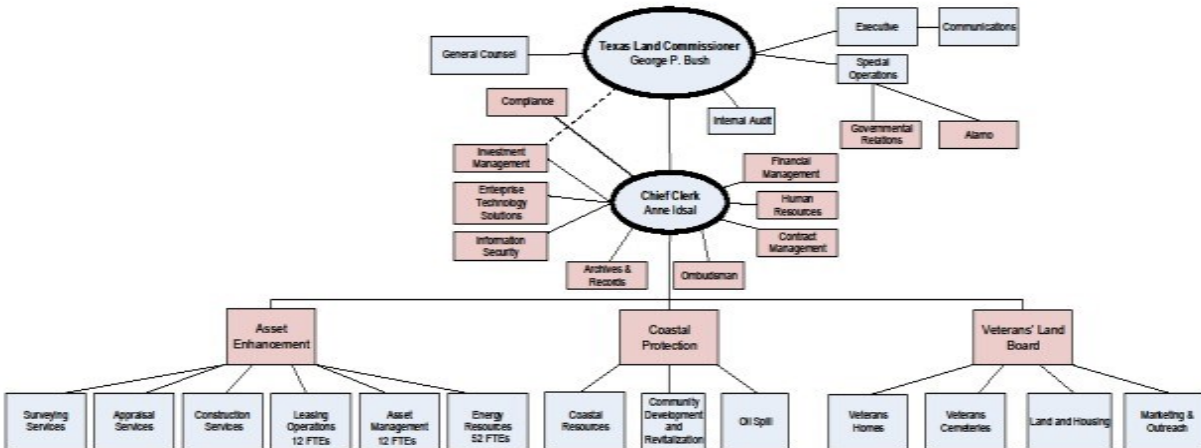 Texas Land Commissioner
George P. Bush
General Counsel
Executive
Communications
Special
Operations
Compliance
Internal Audit
Governmental
Relations
Alamo
Investment
Management
Financial
Management
Enterprise
Technology
Solutions
Chief Clerk
Anne Idsal
Human
Resources
Information
Security
Contract
Management
Archives &
Records
Ombudsman
Asset
Enhancement
Coastal
Protection
Veterans' Land
Board
Surveying
Services
Appraisal
Services
Construction
Services
Leasing
Operations
12 FTEs
Asset
Management
12 FTEs
Energy
Resources
52 FTEs
Coastal
Resources
Community
Development
and
Revitalization
Oil Spill
Veterans
Homes
Veterans
Cemeteries
Land and Housing
Marketing &
Outreach